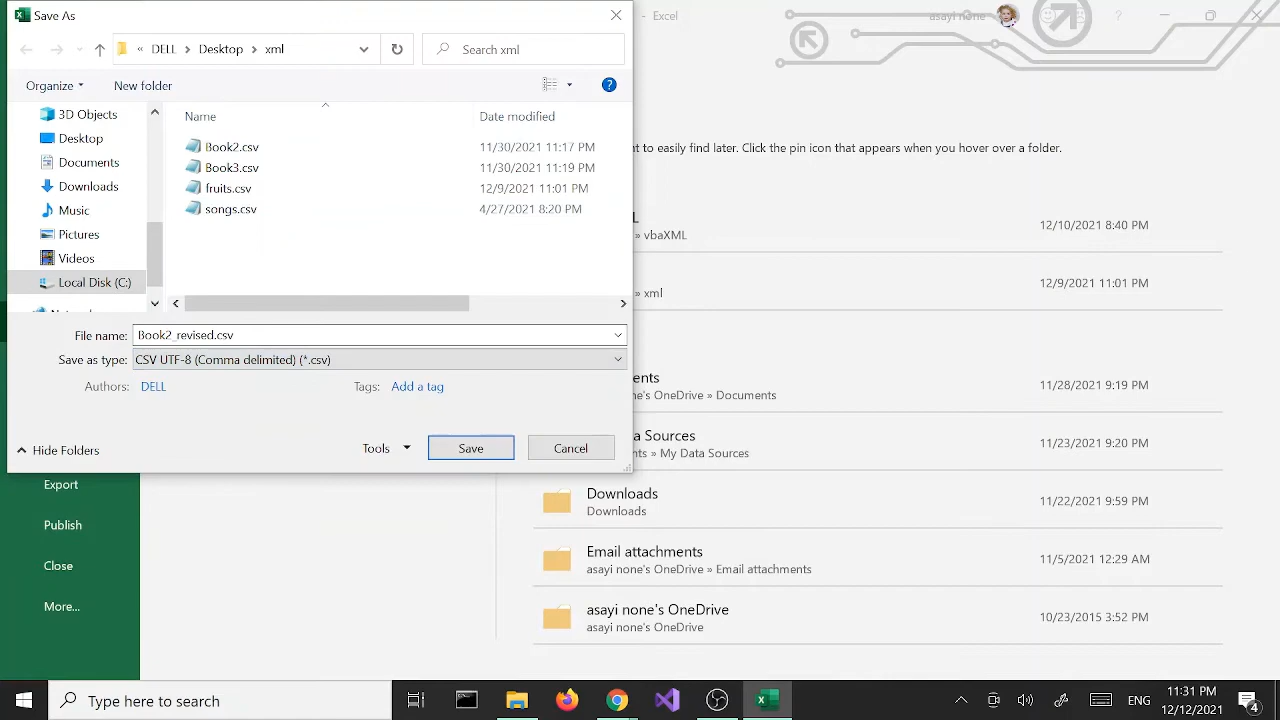 Save As
- Excel
asayi none
?
« DELL > Desktop > xml
Search xml
Organize
New folder
?
3D Objects
Desktop
Documents
Downloads
Music
Pictures
Videos
Local Disk (C:)
Name
Date modified
Book2.csv
11/30/2021 11:17 PM
Book3.csv
11/30/2021 11:19 PM
fruits.csv
12/9/2021 11:01 PM
songs.csv
4/27/2021 8:20 PM
File name:
Book2_revised.csv
Save as type:
CSV UTF-8 (Comma delimited) (*.csv)
Authors:
DELL
Tags:
Add a tag
Hide Folders
Tools
Save
Cancel
nt to easily find later. Click the pin icon that appears when you hover over a folder.
L
» vbaXML
12/10/2021 8:40 PM
» xml
12/9/2021 11:01 PM
ents
ne's OneDrive » Documents
11/28/2021 9:19 PM
a Sources
nts » My Data Sources
11/23/2021 9:20 PM
Downloads
Downloads
11/22/2021 9:59 PM
Email attachments
asayi none's OneDrive » Email attachments
11/5/2021 12:29 AM
asayi none's OneDrive
asayi none's OneDrive
10/23/2015 3:52 PM
Export
Publish
Close
More...
Type here to search
ENG
11:31 PM
12/12/2021
4